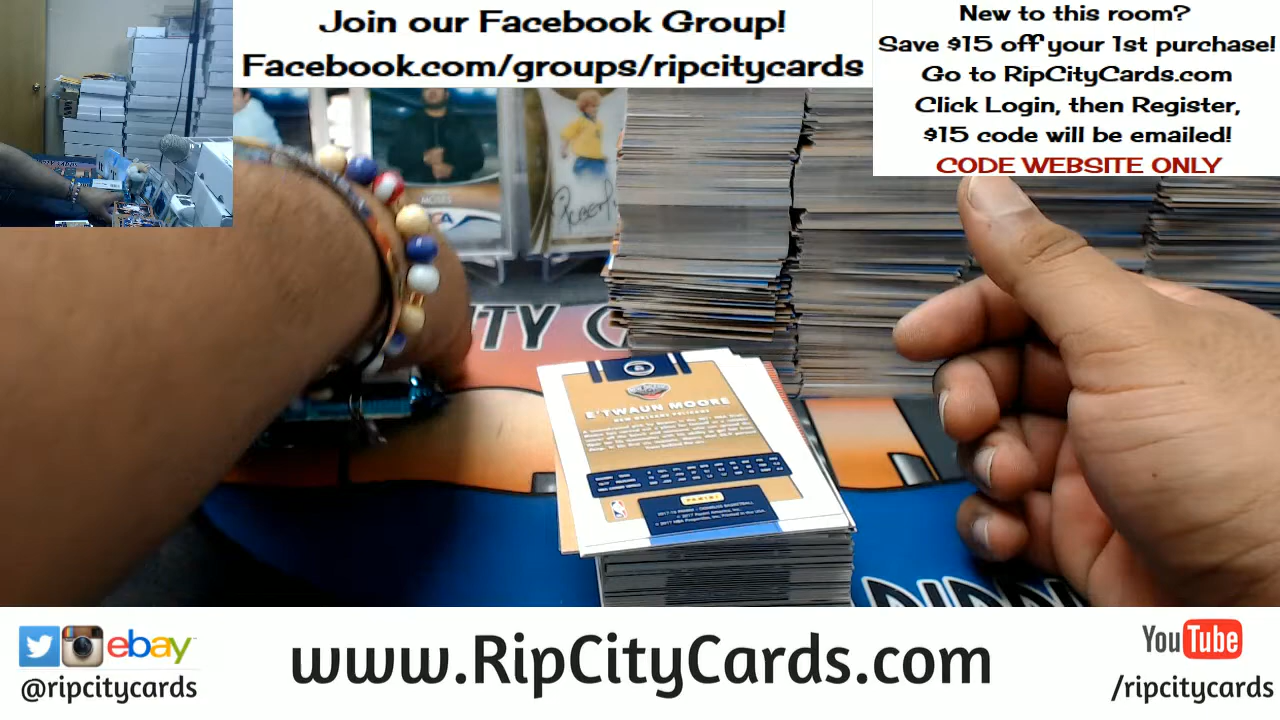 Join our Facebook Group!
Facebook.com/groups/ripcitycards
New to this room?
Save $15 off your 1st purchase!
Go to RipCityCards.com
Click Login, then Register,
$15 code will be emailed!
CODE WEBSITE ONLY
MOSES
ITY C
E'TWAUN MOORE
NEW ORLEANS PELICANS
PANINI
ebay
@ripcitycards
www.RipCityCards.com
YouTube
/ripcitycards